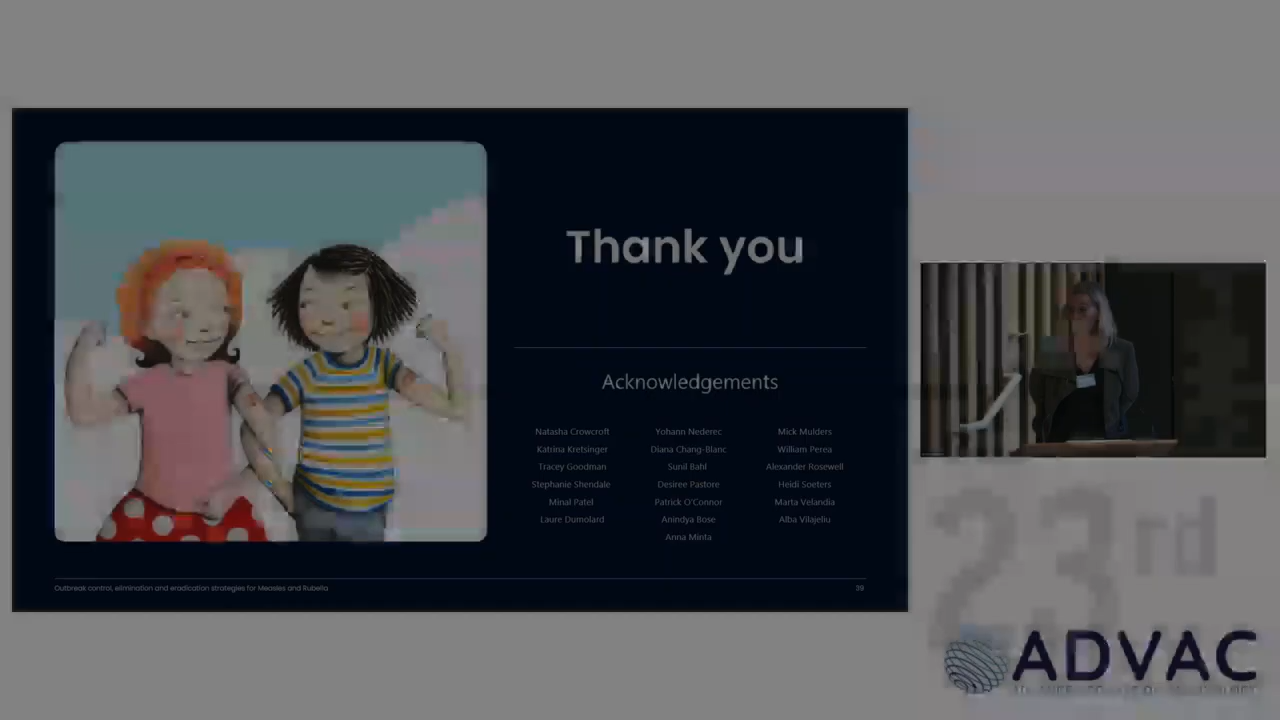 Thank you
Acknowledgements
Natasha Crowcroft
Katrina Kretsinger
Tracey Goodman
Stephanie Shendale
Minal Patel
Laure Dumolard
Yohann Nederec
Diana Chang-Blanc
Sunil Bahl
Desiree Pastore
Patrick O'Connor
Anindya Bose
Anna Minta
Mick Mulders
William Perea
Alexander Rosewell
Heidi Soeters
Marta Velandia
Alba Vilajeliu
Outbreak control, elimination and eradication strategies for Measles and Rubella
39
23rd
ADVAC